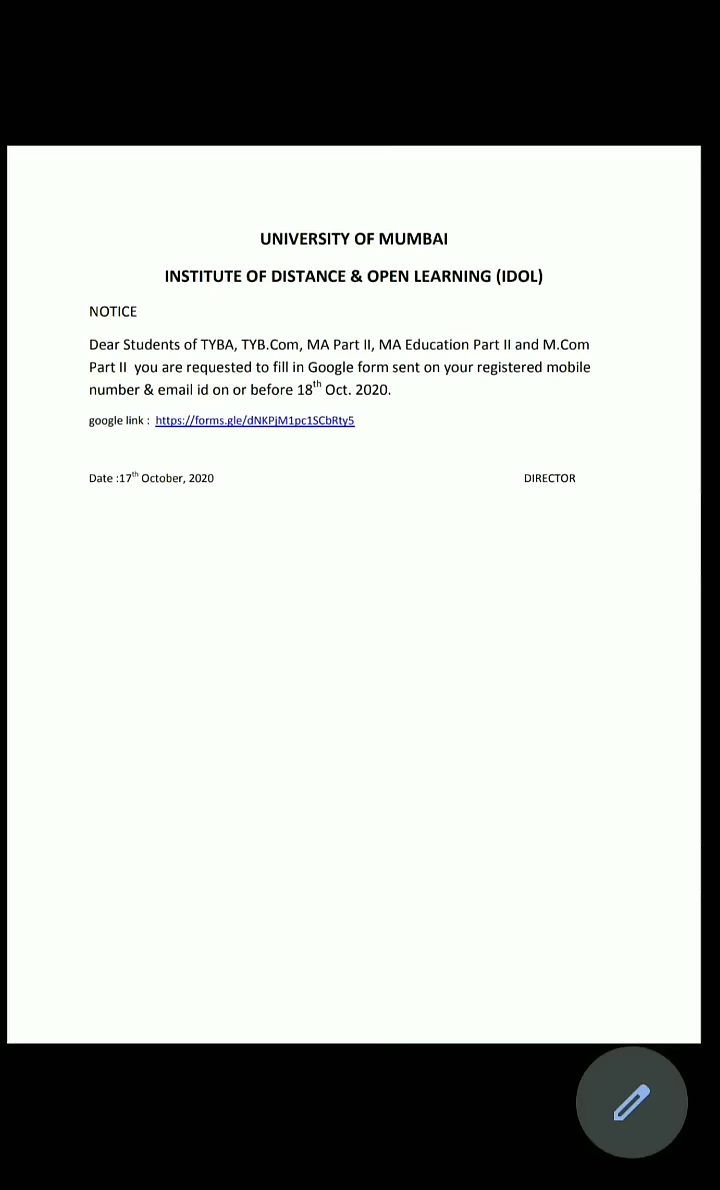 UNIVERSITY OF MUMBAI
INSTITUTE OF DISTANCE & OPEN LEARNING (IDOL)
NOTICE
Dear Students of TYBA, TYB.Com, MA Part II, MA Education Part II and M.Com
Part II you are requested to fill in Google form sent on your registered mobile
number & email id on or before 18th Oct. 2020.
google link : https://forms.gle/dNKPjM1pc1SCbRty5
Date :17th October, 2020 DIRECTOR